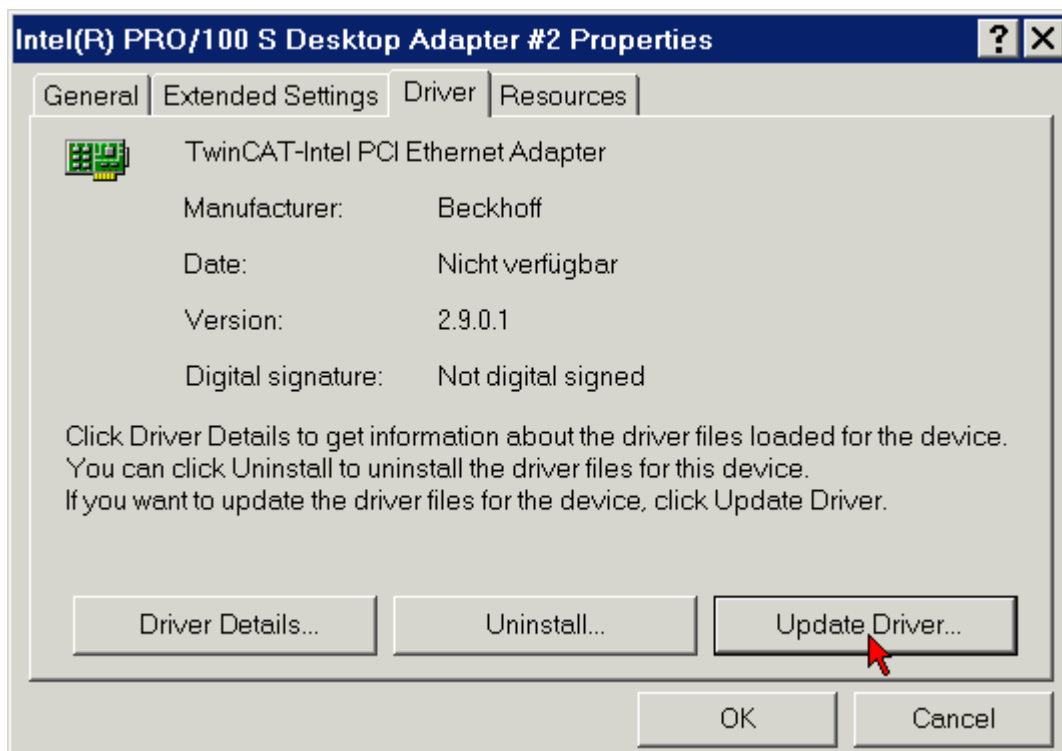 Intel(R) PRO/100 S Desktop Adapter #2 Properties
General Extended Settings Driver Resources
TwinCAT-Intel PCI Ethernet Adapter
Manufacturer: Beckhoff
Date: Nicht verfügbar
Version: 2.9.0.1
Digital signature: Not digital signed
Click Driver Details to get information about the driver files loaded for the device.
You can click Uninstall to uninstall the driver files for this device.
If you want to update the driver files for the device, click Update Driver.
Driver Details... Uninstall... Update Driver...
OK Cancel